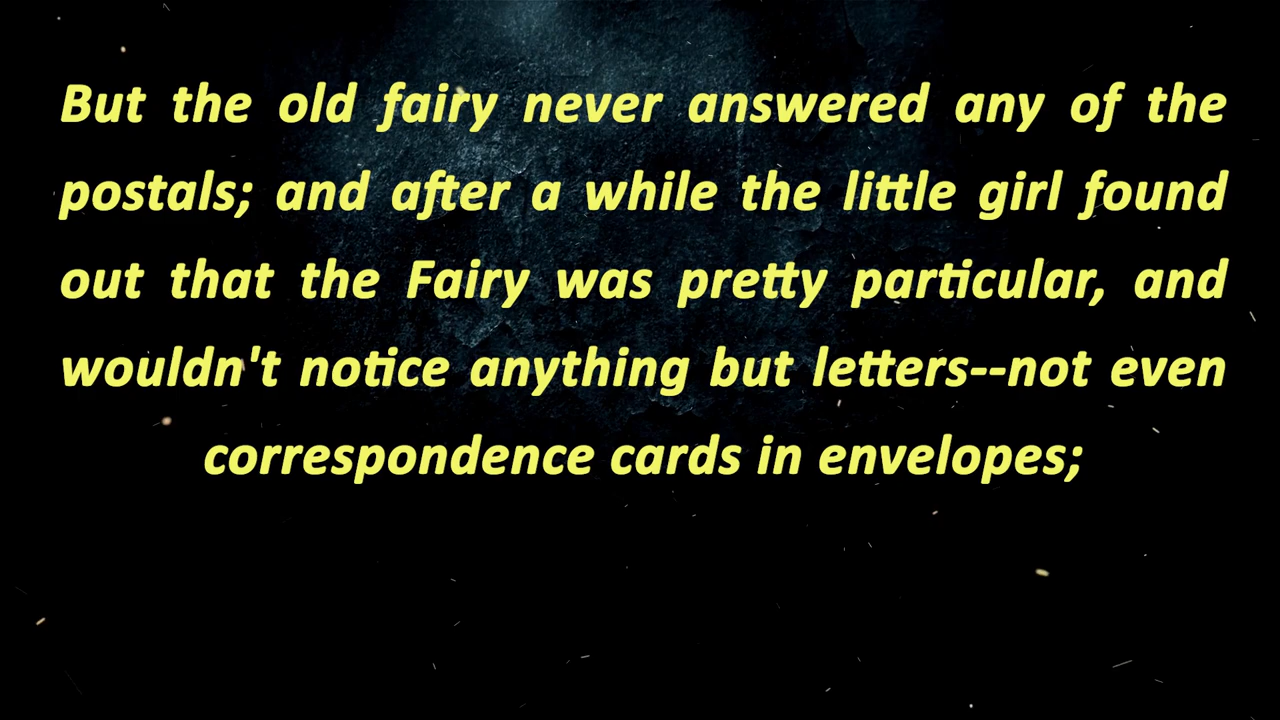 But the old fairy never answered any of the
postals; and after a while the little girl found
out that the Fairy was pretty particular, and
wouldn't notice anything but letters--not even
correspondence cards in envelopes;